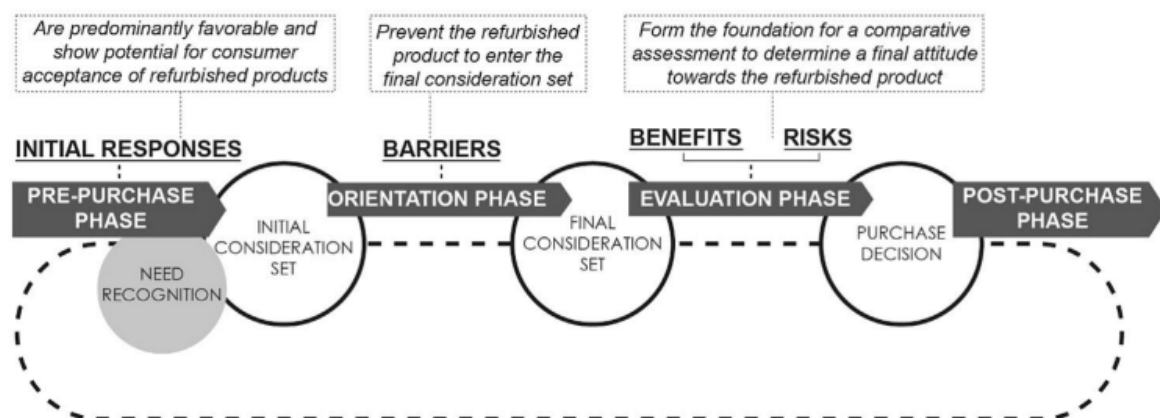 Are predominantly favorable and
show potential for consumer
acceptance of refurbished products
Prevent the refurbished
product to enter the
final consideration set
Form the foundation for a comparative
assessment to determine a final attitude
towards the refurbished product
INITIAL RESPONSES
BARRIERS
BENEFITS
RISKS
PRE-PURCHASE
PHASE
ORIENTATION PHASE
EVALUATION PHASE
POST-PURCHASE
PHASE
NEED
RECOGNITION
INITIAL
CONSIDERATION
SET
FINAL
CONSIDERATION
SET
PURCHASE
DECISION